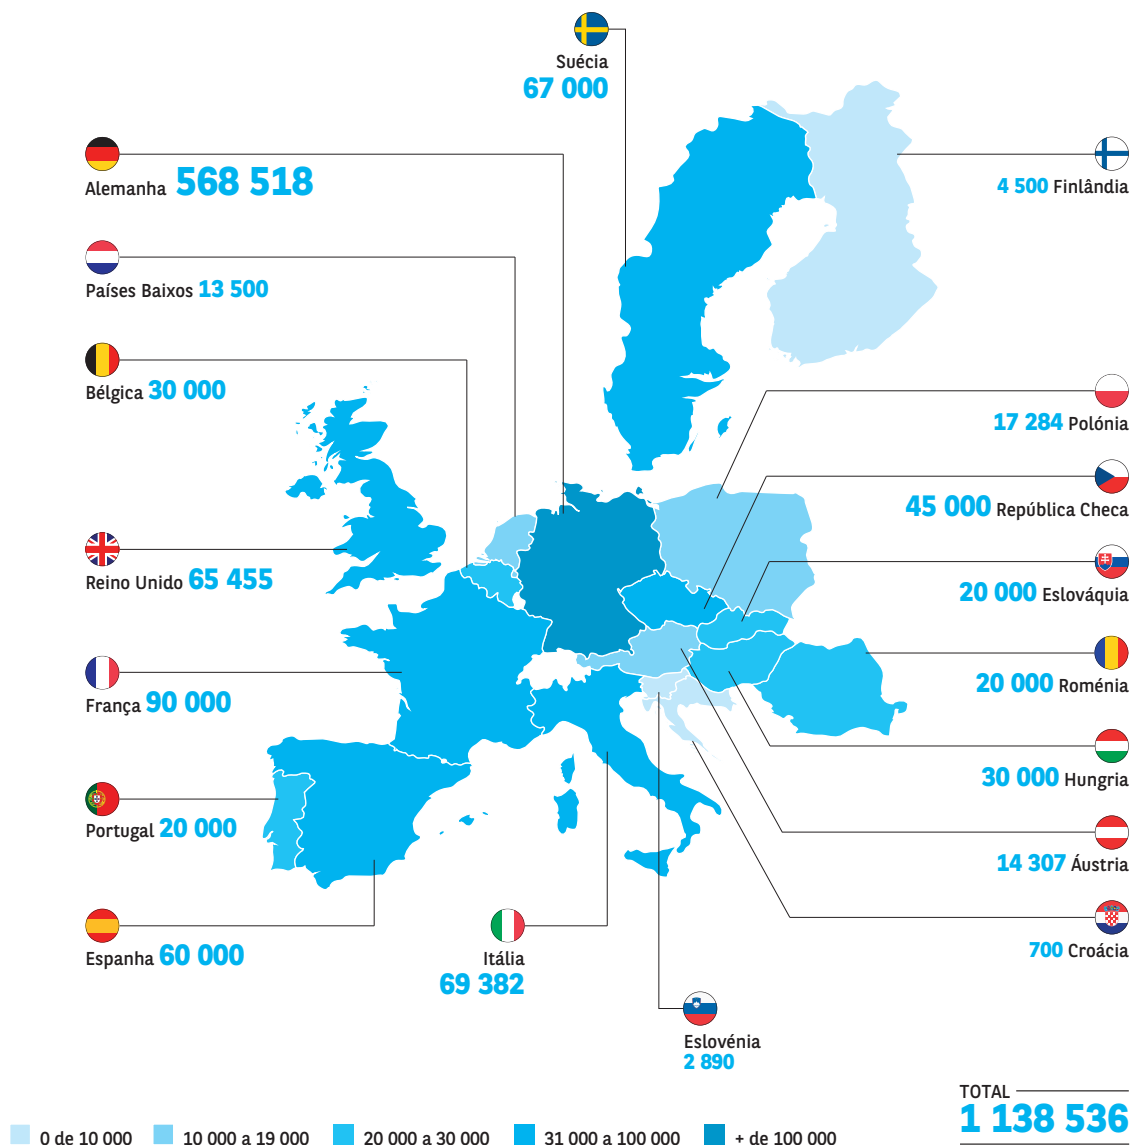 Suécia
67 000
Alemanha 568 518
4 500 Finlândia
Países Baixos 13 500
Bélgica 30 000
17 284 Polónia
45 000 República Checa
Reino Unido 65 455
20 000 Eslováquia
França 90 000
20 000 Roménia
30 000 Hungria
Portugal 20 000
14 307 Áustria
Espanha 60 000
Itália
69 382
700 Croácia
Eslovénia
2 890
TOTAL
1 138 536
0 de 10 000
10 000 a 19 000
20 000 a 30 000
31 000 a 100 000
+ de 100 000